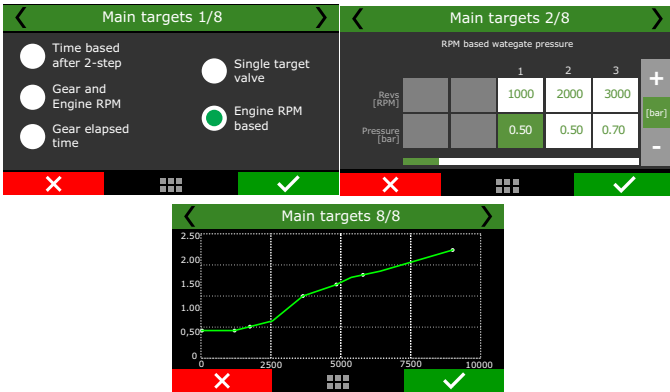 Main targets 1/8
Time based
after 2-step
Single target
valve
Gear and
Engine RPM
Engine RPM
based
Gear elapsed
time
Main targets 2/8
RPM based wategate pressure
1 2 3
Revs
[RPM]
1000 2000 3000
Pressure
[bar]
0.50 0.50 0.70
+
[bar]
-
Main targets 8/8
2.50
2.00
1.50
1.00
0,50
0
0 2500 5000 7500 10000